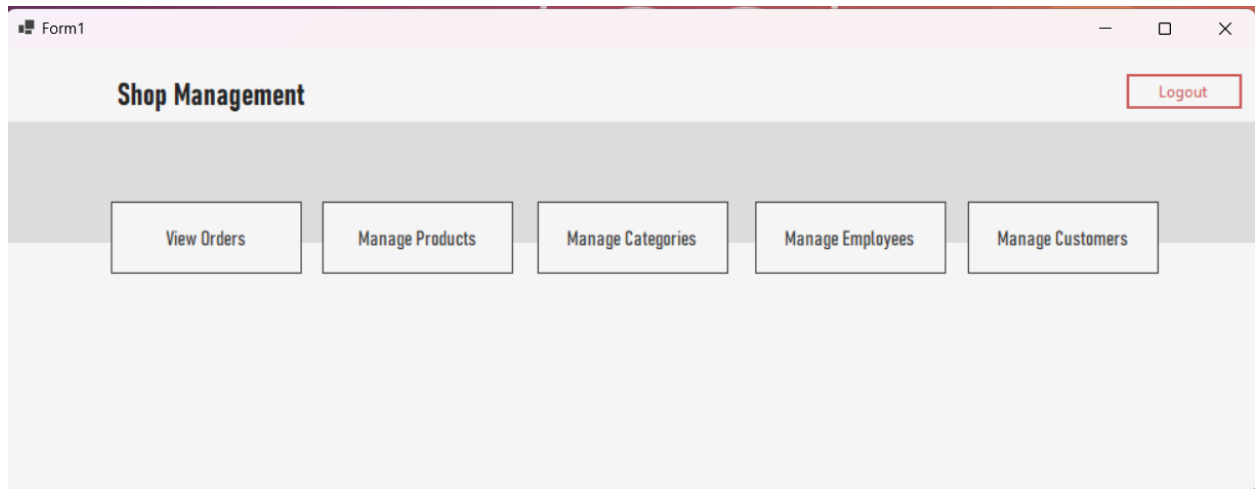 Form1
Shop Management
Logout
View Orders
Manage Products
Manage Categories
Manage Employees
Manage Customers